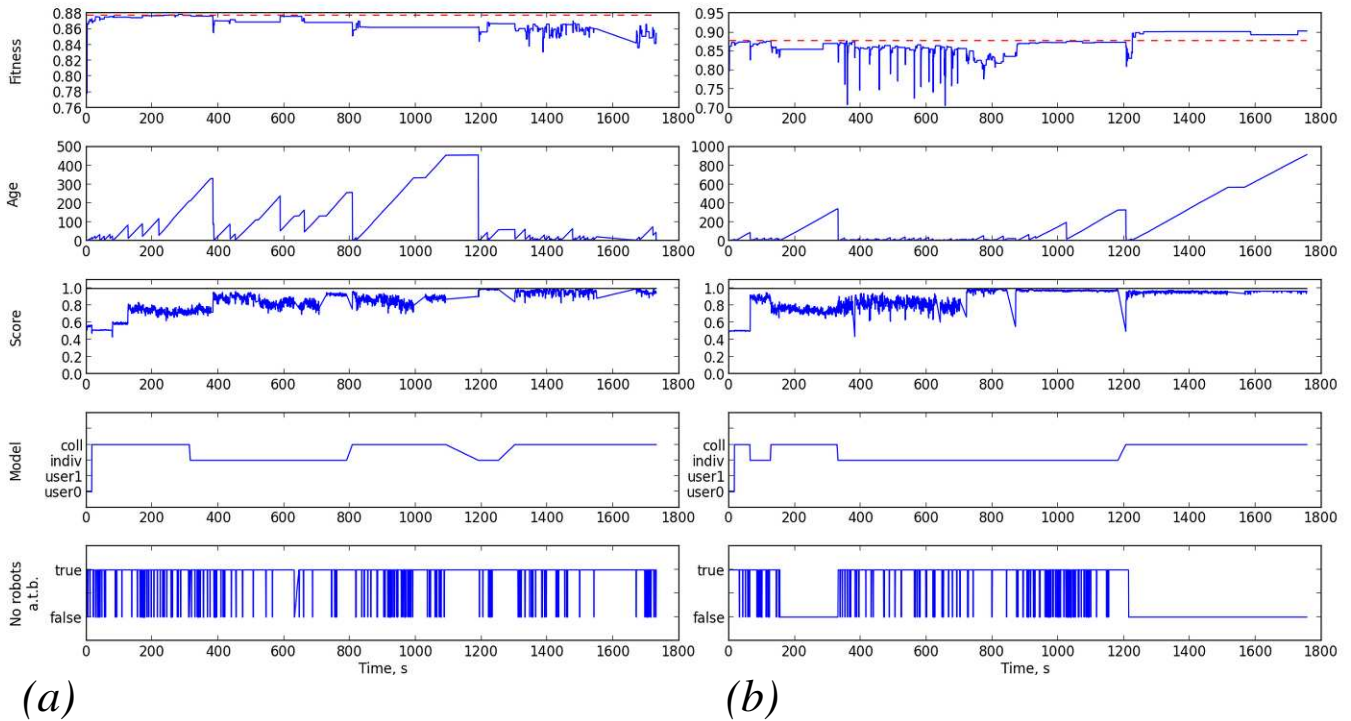 0.88
0.86
0.84
0.82
0.80
0.78
0.76
Fitness
0 200 400 600 800 1000 1200 1400 1600 1800
500
400
300
200
100
0
Age
0 200 400 600 800 1000 1200 1400 1600 1800
1.0
0.8
0.6
0.4
0.2
0.0
Score
0 200 400 600 800 1000 1200 1400 1600 1800
coll
indiv
user1
user0
Model
0 200 400 600 800 1000 1200 1400 1600 1800
true
false
No robots
a.t.b.
0 200 400 600 800 1000 1200 1400 1600 1800
Time, s
(a)
0.95
0.90
0.85
0.80
0.75
0.70
0 200 400 600 800 1000 1200 1400 1600 1800
1000
800
600
400
200
0
0 200 400 600 800 1000 1200 1400 1600 1800
1.0
0.8
0.6
0.4
0.2
0.0
0 200 400 600 800 1000 1200 1400 1600 1800
coll
indiv
user1
user0
0 200 400 600 800 1000 1200 1400 1600 1800
true
false
0 200 400 600 800 1000 1200 1400 1600 1800
Time, s
(b)